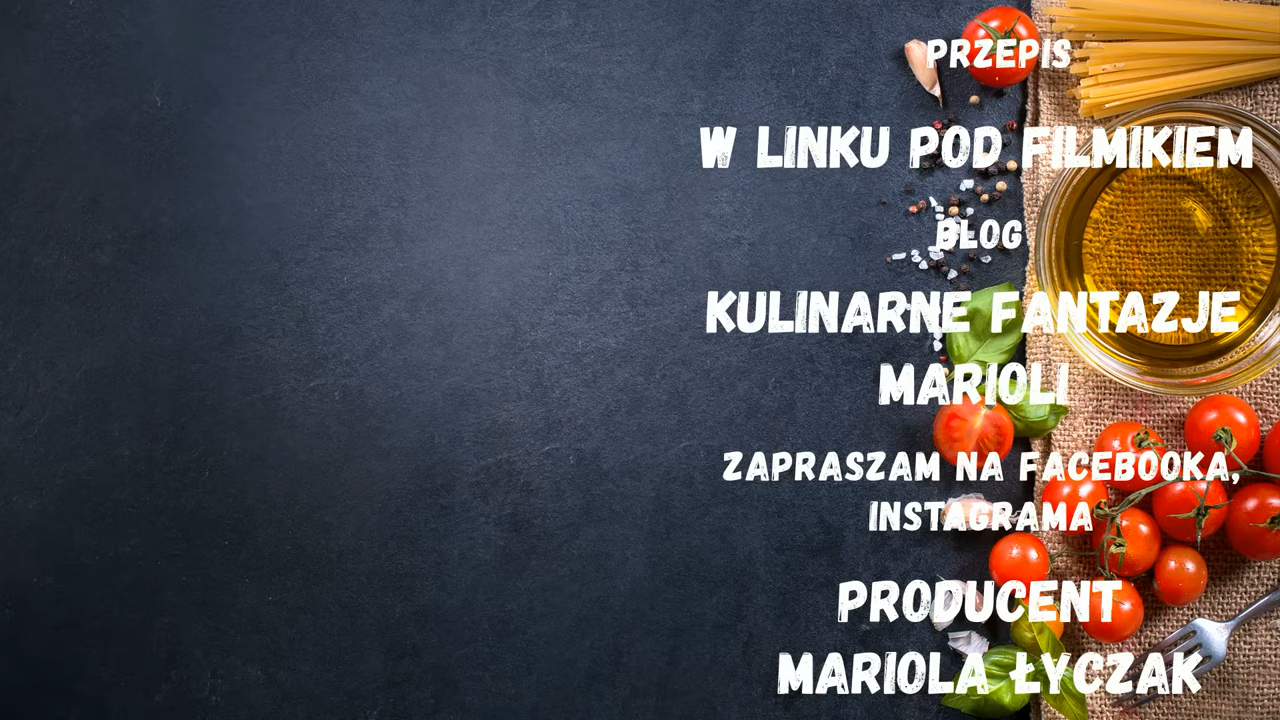 PRZEPIS
W LINKU POD FILMIKIEM
BLOG
KULINARNE FANTAZJE
MARIOLI
ZAPRASZAM NA FACEBOOKA,
INSTAGRAMA
PRODUCENT
MARIOLA ŁYCZAK